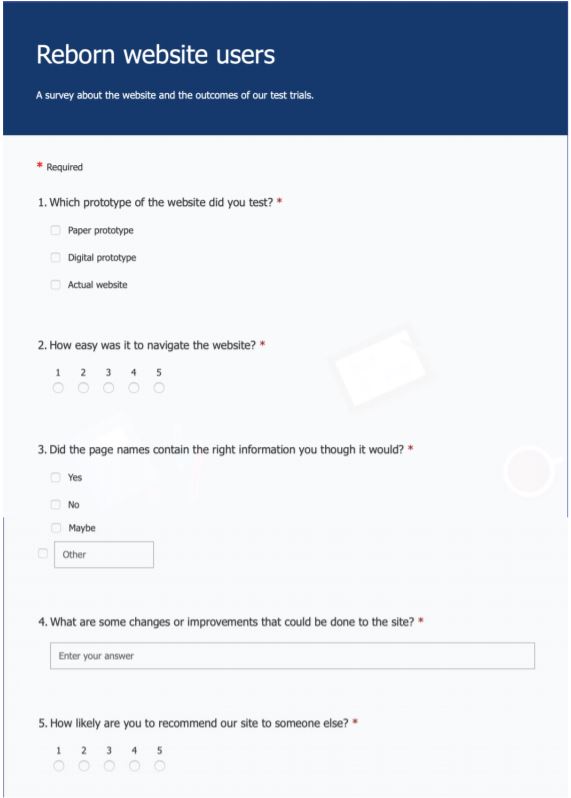 Reborn website users
A survey about the website and the outcomes of our test trials.
* Required
1. Which prototype of the website did you test? *
Paper prototype
Digital prototype
Actual website
2. How easy was it to navigate the website? *
1 2 3 4 5
3. Did the page names contain the right information you though it would? *
Yes
No
Maybe
Other
4. What are some changes or improvements that could be done to the site? *
Enter your answer
5. How likely are you to recommend our site to someone else? *
1 2 3 4 5